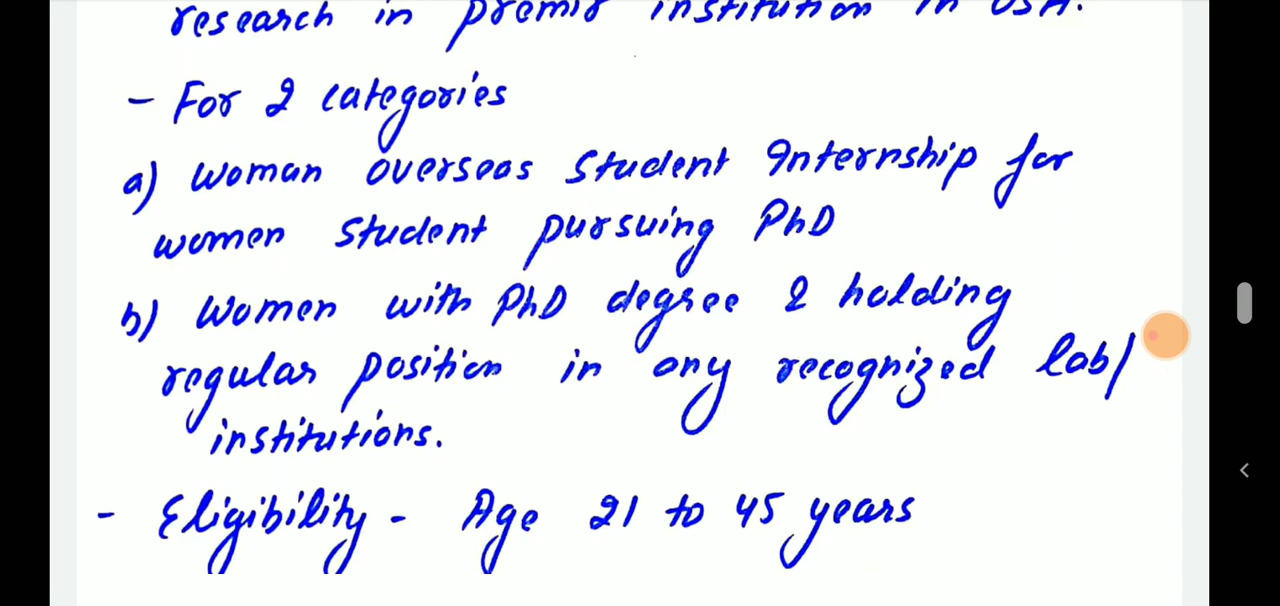 research in premir institution in USA.
- For 2 categories
a) Woman Overseas Student Internship for
women student pursuing PhD
b) Women with PhD degree & holding
regular position in any recognized lab/
institutions.
- Eligibility - Age 21 to 45 years